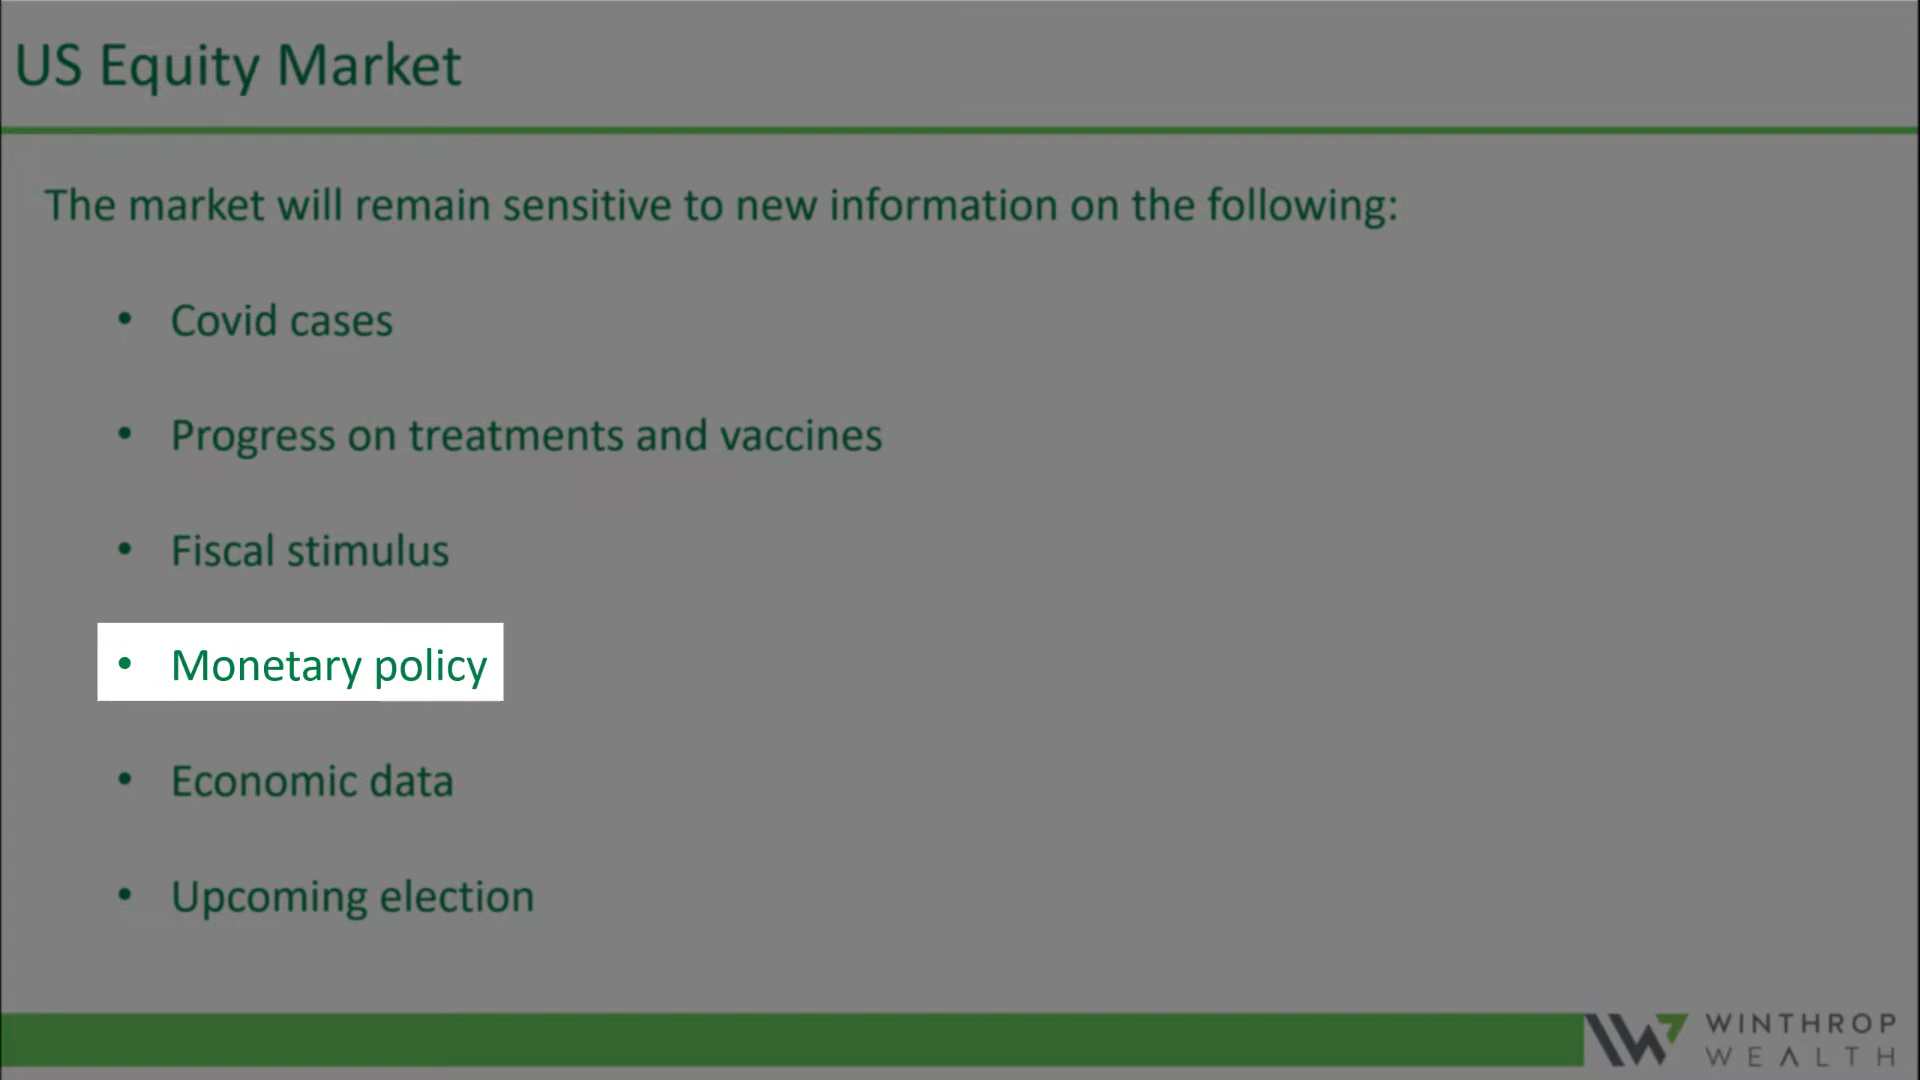 US Equity Market
The market will remain sensitive to new information on the following:
• Covid cases
• Progress on treatments and vaccines
• Fiscal stimulus
• Monetary policy
• Economic data
• Upcoming election
WINTHROP
WEALTH